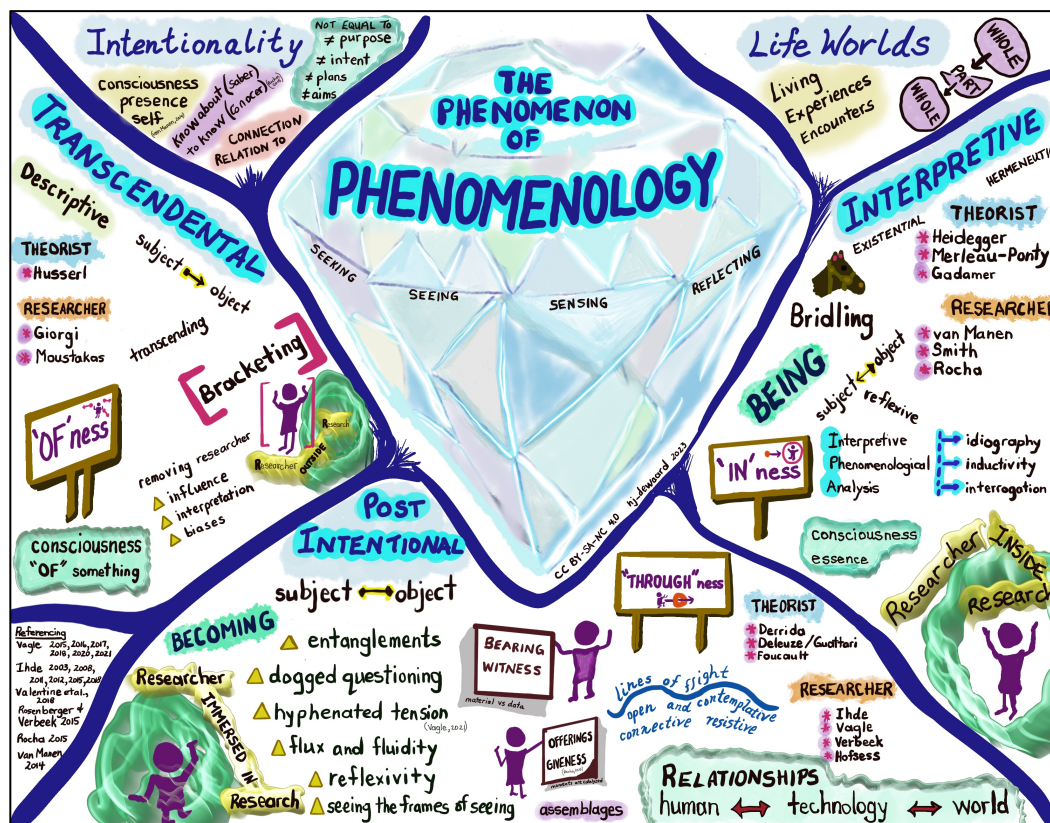 Intentionality
NOT EQUAL TO
≠ purpose
≠ intent
≠ plans
≠ aims
consciousness
presence
self
(van Manen, 2014)
Know about (saber)
to know (conocer)
CONNECTION
RELATION TO
THE
PHENOMENON
OF
PHENOMENOLOGY
SEEKING
SEEING
SENSING
REFLECTING
hj_dewaard 2023
CC BY-SA-NC 4.0
Life Worlds
Living
Experiences
Encounters
WHOLE
PART
WHOLE
TRANSCENDENTAL
Descriptive
THEORIST
* Husserl
RESEARCHER
* Giorgi
* Moustakas
subject
object
transcending
[Bracketing]
Research
Researcher
OUTSIDE
removing researcher
influence
interpretation
biases
'OF'ness
consciousness
"OF" something
INTERPRETIVE
HERMENEUTIC
EXISTENTIAL
THEORIST
* Heidegger
* Merleau-Ponty
* Gadamer
Bridling
RESEARCHER
* van Manen
* Smith
* Rocha
BEING
subject ↔ object
reflexive
'IN'ness
Interpretive
Phenomenological
Analysis
idiography
inductivity
interrogation
consciousness
essence
Researcher
INSIDE
Research
POST
INTENTIONAL
subject ↔ object
BECOMING
entanglements
dogged questioning
hyphenated tension
(Vagle, 2021)
flux and fluidity
reflexivity
seeing the frames of seeing
Researcher
IMMERSED IN
Research
Referencing
Vagle 2015, 2016, 2017,
2018, 2020, 2021
Ihde 2003, 2008,
2011, 2012, 2015, 2018
Valentine et al.,
2018
Rosenberger &
Verbeek 2015
Rocha 2015
van Manen
2014
BEARING
WITNESS
material vs data
OFFERINGS
GIVENESS
assemblages
"THROUGH"ness
THEORIST
* Derrida
* Deleuze/Guattari
* Foucault
lines of flight
open and contemplative
connective resistive
RESEARCHER
* Ihde
* Vagle
* Verbeek
* Hofsess
RELATIONSHIPS
human ↔ technology ↔ world